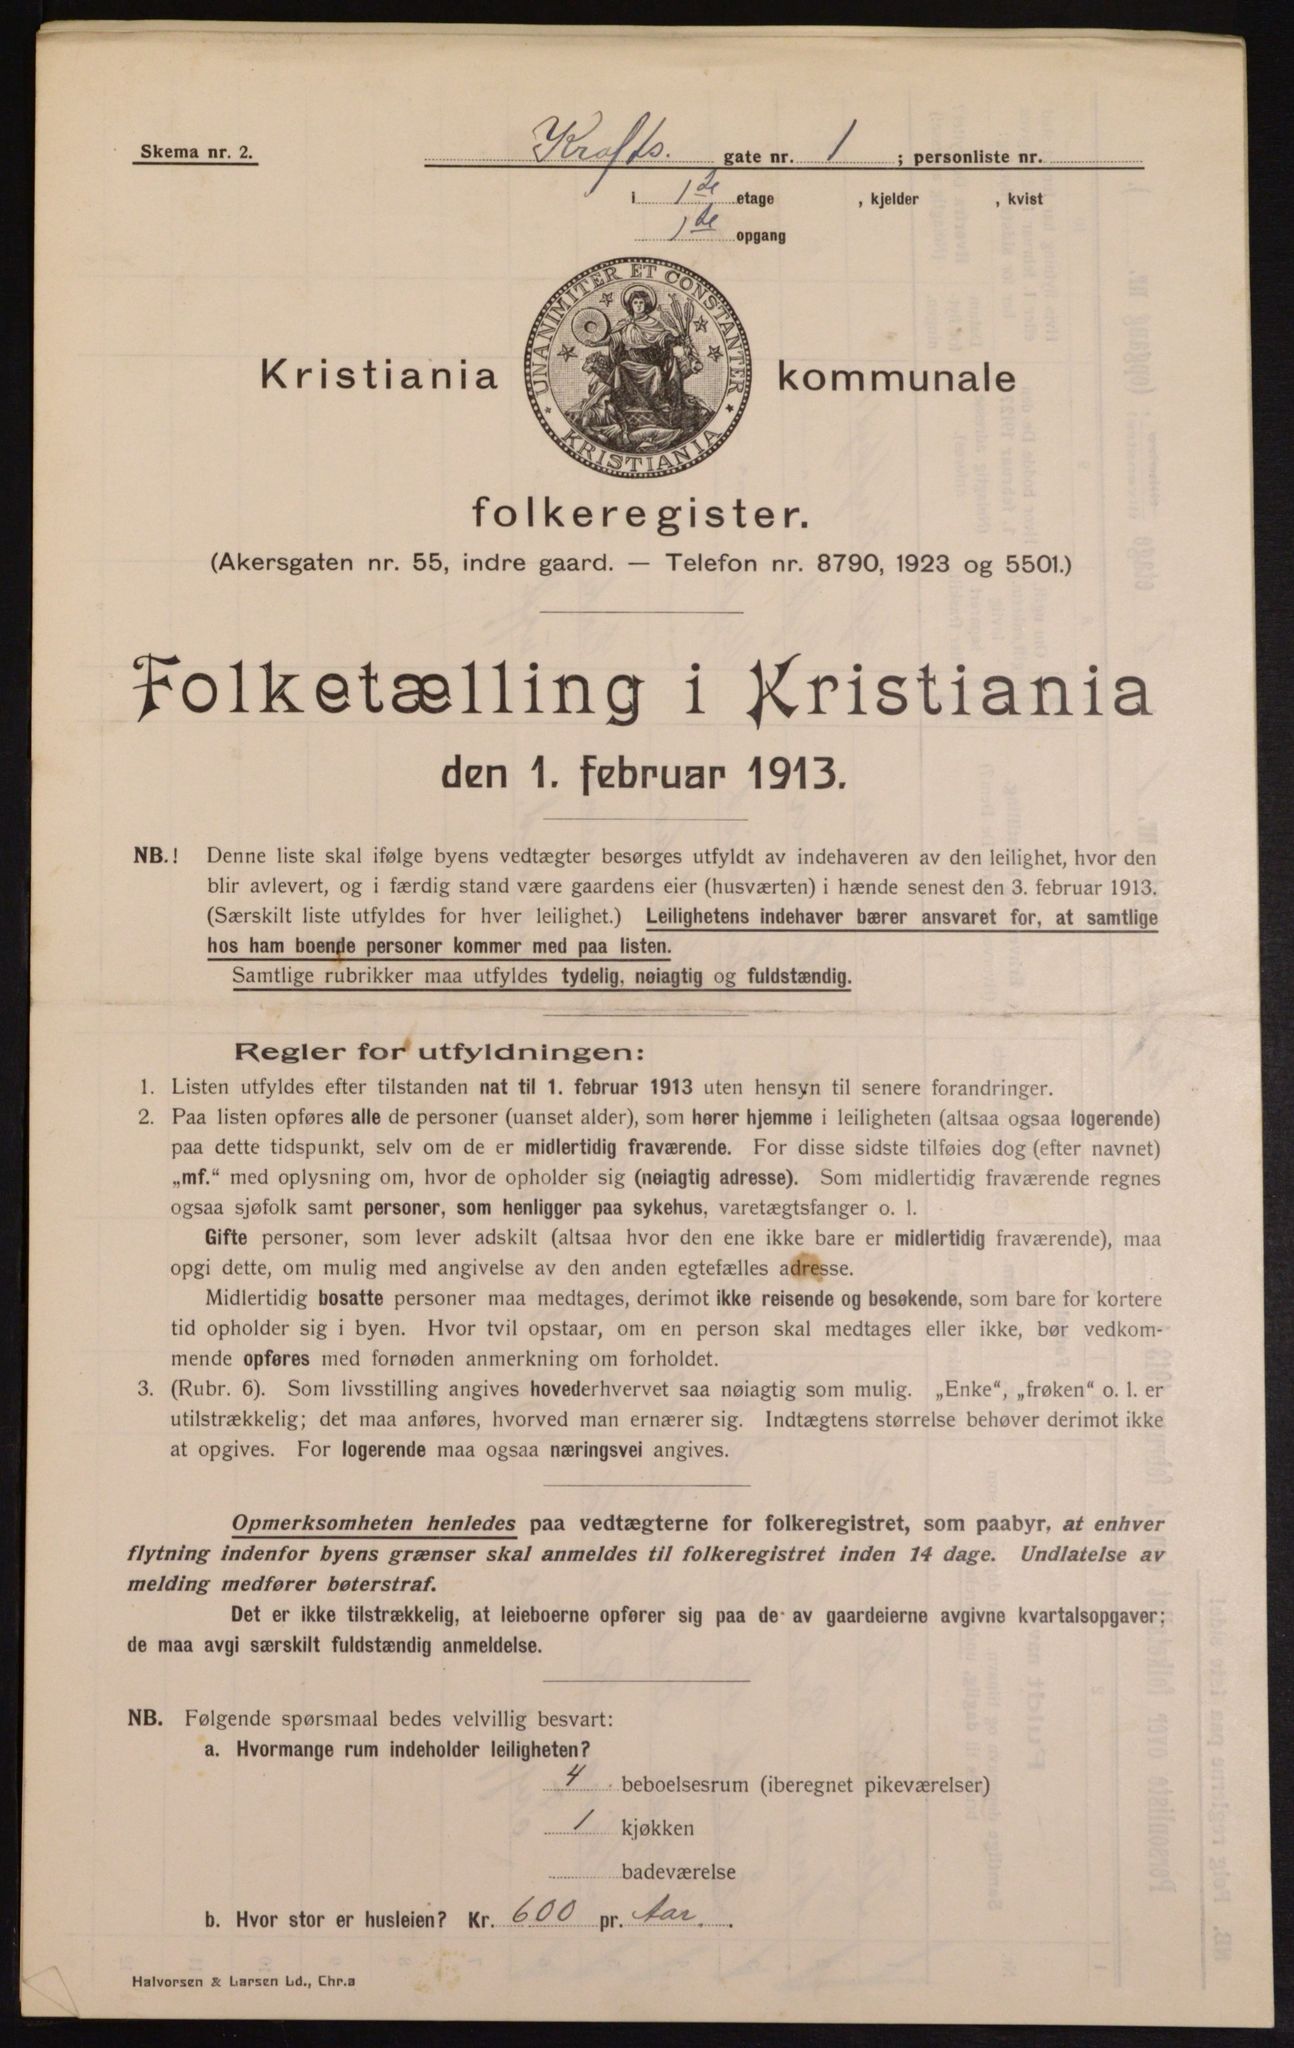 Skema nr. 2.
Krafts. gate nr. 1 ; personliste nr.
i 1ste etage , kjelder , kvist
1ste opgang
UNANIMITER ET CONSTANTER
KRISTIANIA
Kristiania kommunale
folkeregister.
(Akersgaten nr. 55, indre gaard. — Telefon nr. 8790, 1923 og 5501.)
Folketælling i Kristiania
den 1. februar 1913.
NB.! Denne liste skal ifølge byens vedtægter besørges utfyldt av indehaveren av den leilighet, hvor den
blir avlevert, og i færdig stand være gaardens eier (husværten) i hænde senest den 3. februar 1913.
(Særskilt liste utfyldes for hver leilighet.) Leilighetens indehaver bærer ansvaret for, at samtlige
hos ham boende personer kommer med paa listen.
Samtlige rubrikker maa utfyldes tydelig, nøiagtig og fuldstændig.
Regler for utfyldningen:
1. Listen utfyldes efter tilstanden nat til 1. februar 1913 uten hensyn til senere forandringer.
2. Paa listen opføres alle de personer (uanset alder), som hører hjemme i leiligheten (altsaa ogsaa logerende)
paa dette tidspunkt, selv om de er midlertidig fraværende. For disse sidste tilføies dog (efter navnet)
„mf.“ med oplysning om, hvor de opholder sig (nøiagtig adresse). Som midlertidig fraværende regnes
ogsaa sjøfolk samt personer, som henligger paa sykehus, varetægtsfanger o. l.
Gifte personer, som lever adskilt (altsaa hvor den ene ikke bare er midlertidig fraværende), maa
opgi dette, om mulig med angivelse av den anden egtefælles adresse.
Midlertidig bosatte personer maa medtages, derimot ikke reisende og besøkende, som bare for kortere
tid opholder sig i byen. Hvor tvil opstaar, om en person skal medtages eller ikke, bør vedkom-
mende opføres med fornøden anmerkning om forholdet.
3. (Rubr. 6). Som livsstilling angives hovederhvervet saa nøiagtig som mulig. „Enke“, „frøken“ o. l. er
utilstrækkelig; det maa anføres, hvorved man ernærer sig. Indtægtens størrelse behøver derimot ikke
at opgives. For logerende maa ogsaa næringsvei angives.
Opmerksomheten henledes paa vedtægterne for folkeregistret, som paabyr, at enhver
flytning indenfor byens grænser skal anmeldes til folkeregistret inden 14 dage. Undlatelse av
melding medfører bøterstraf.
Det er ikke tilstrækkelig, at leieboerne opfører sig paa de av gaardeierne avgivne kvartalsopgaver;
de maa avgi særskilt fuldstændig anmeldelse.
NB. Følgende spørsmaal bedes velvillig besvart:
a. Hvormange rum indeholder leiligheten?
4 beboelsesrum (iberegnet pikeværelser)
1 kjøkken
badeværelse
b. Hvor stor er husleien? Kr. 600 pr. Aar.
Halvorsen & Larsen Ld., Chr.a